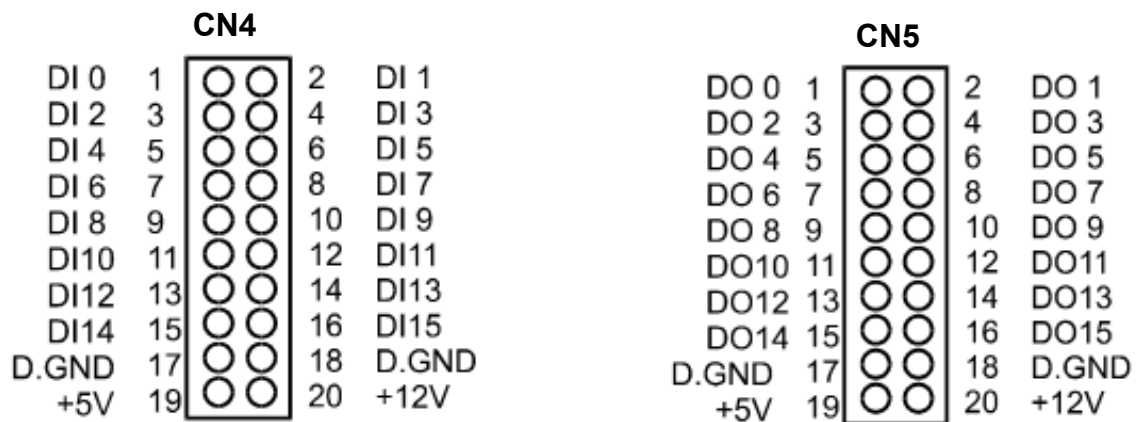 CN4
DI 0 1 2 DI 1
DI 2 3 4 DI 3
DI 4 5 6 DI 5
DI 6 7 8 DI 7
DI 8 9 10 DI 9
DI10 11 12 DI11
DI12 13 14 DI13
DI14 15 16 DI15
D.GND 17 18 D.GND
+5V 19 20 +12V
CN5
DO 0 1 2 DO 1
DO 2 3 4 DO 3
DO 4 5 6 DO 5
DO 6 7 8 DO 7
DO 8 9 10 DO 9
DO10 11 12 DO11
DO12 13 14 DO13
DO14 15 16 DO15
D.GND 17 18 D.GND
+5V 19 20 +12V